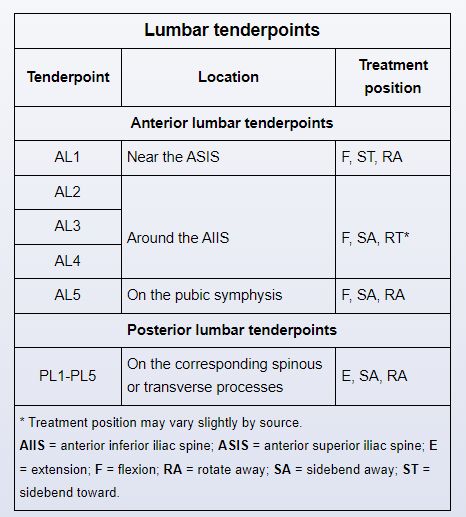 Lumbar tenderpoints
Tenderpoint
Location
Treatment
position
Anterior lumbar tenderpoints
AL1
Near the ASIS
F, ST, RA
AL2
AL3
AL4
Around the AIIS
F, SA, RT*
AL5
On the pubic symphysis
F, SA, RA
Posterior lumbar tenderpoints
PL1-PL5
On the corresponding spinous
or transverse processes
E, SA, RA
* Treatment position may vary slightly by source.
AIIS = anterior inferior iliac spine; ASIS = anterior superior iliac spine; E
= extension; F = flexion; RA = rotate away; SA = sidebend away; ST =
sidebend toward.